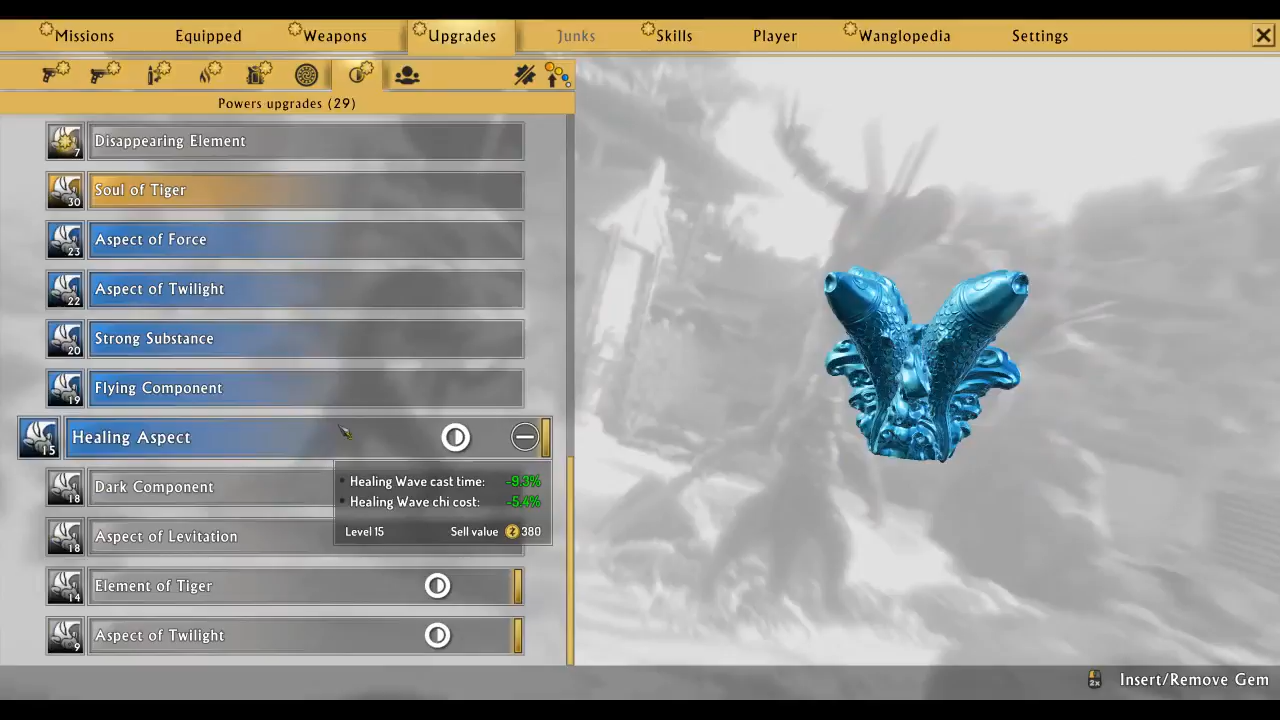 Missions Equipped Weapons Upgrades Junks Skills Player Wanglopedia Settings
Powers upgrades (29)
7 Disappearing Element
30 Soul of Tiger
23 Aspect of Force
22 Aspect of Twilight
20 Strong Substance
19 Flying Component
15 Healing Aspect
18 Dark Component
Healing Wave cast time: -9.3%
Healing Wave chi cost: -5.4%
Level 15 Sell value 380
18 Aspect of Levitation
14 Element of Tiger
9 Aspect of Twilight
2x Insert/Remove Gem